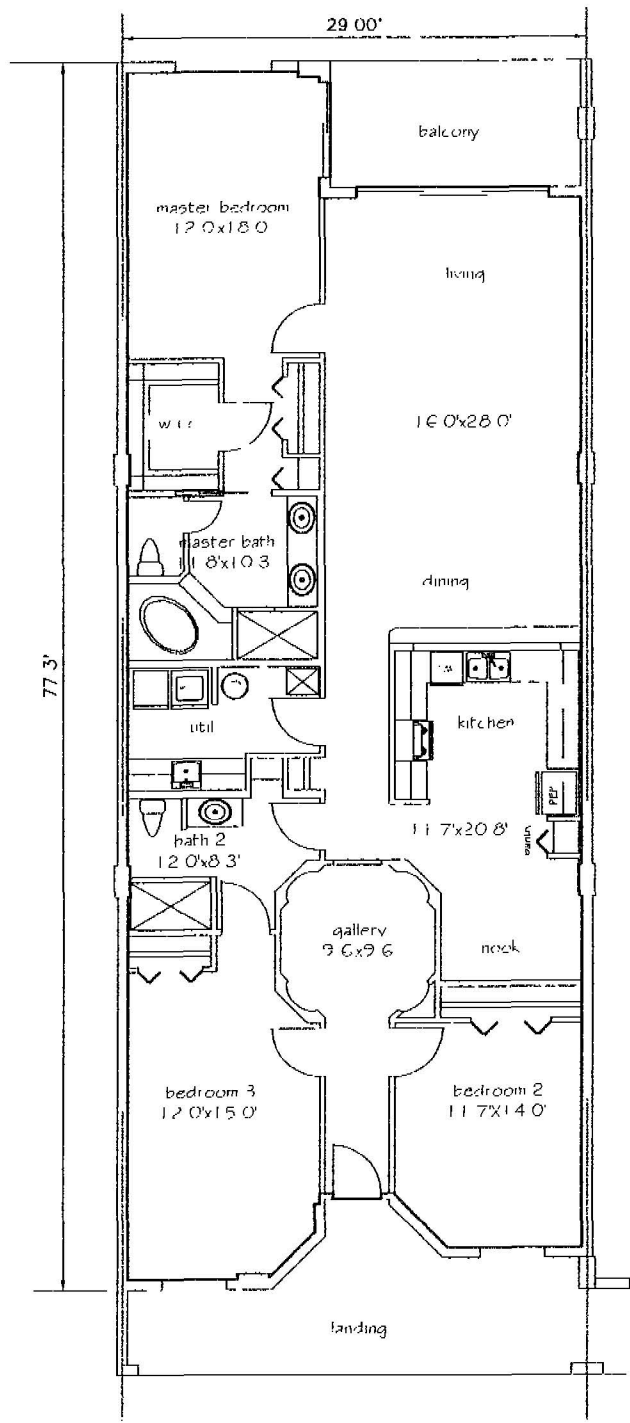 29 00'
balcony
master bedroom
12 0x18 0
living
16 0'x28 0'
master bath
11 8'x10 3
dining
77 3'
kitchen
util
REF
11 7'x20 8'
bath 2
12 0'x8 3'
gallery
9 6x9 6
nook
bedroom 3
12 0'x15 0'
bedroom 2
11 7'X14 0'
landing